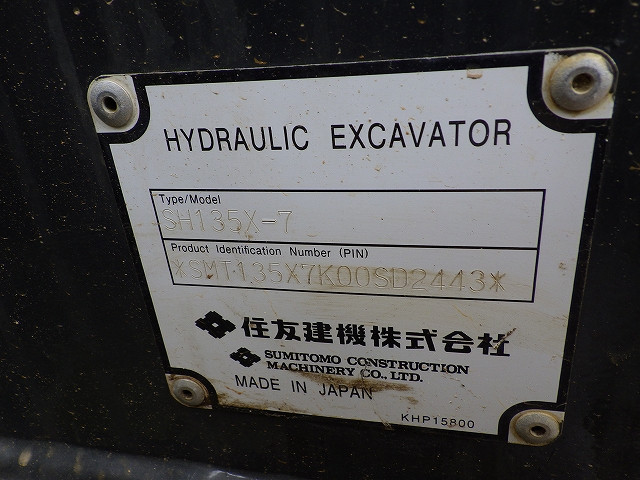 HYDRAULIC EXCAVATOR
Type/Model
SH135X-7
Product Identification Number (PIN)
*SMT135X7K00SD2443*
住友建機株式会社
SUMITOMO CONSTRUCTION
MACHINERY CO., LTD.
MADE IN JAPAN
KHP15800